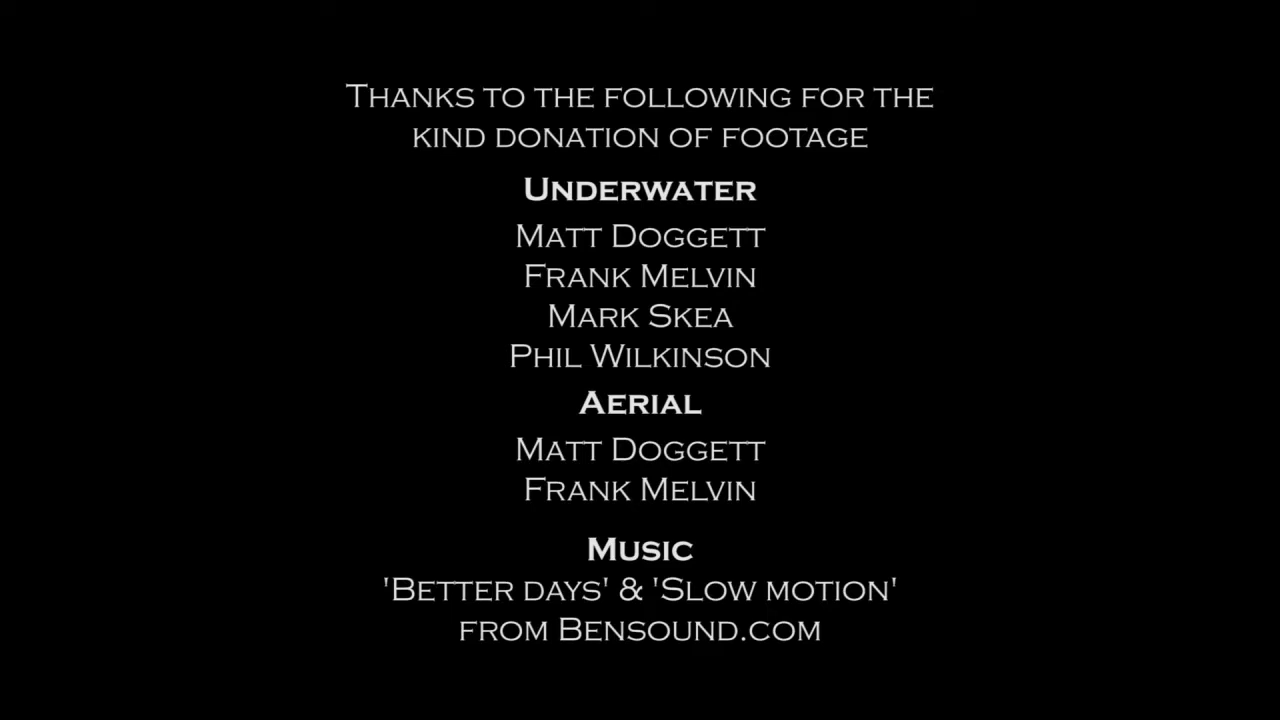 Thanks to the following for the
kind donation of footage
Underwater
Matt Doggett
Frank Melvin
Mark Skea
Phil Wilkinson
Aerial
Matt Doggett
Frank Melvin
Music
'Better days' & 'Slow motion'
from Bensound.com